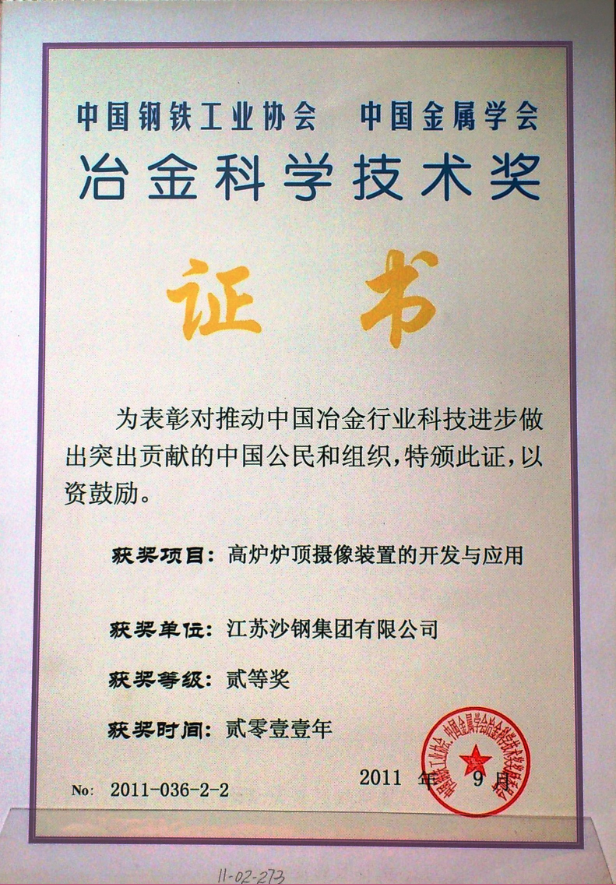 中国钢铁工业协会 中国金属学会
冶金科学技术奖
证书
为表彰对推动中国冶金行业科技进步做
出突出贡献的中国公民和组织,特颁此证,以
资鼓励。
获奖项目:高炉炉顶摄像装置的开发与应用
获奖单位:江苏沙钢集团有限公司
获奖等级:贰等奖
获奖时间:贰零壹壹年
2011 年 9 月
No: 2011-036-2-2
11-02-273